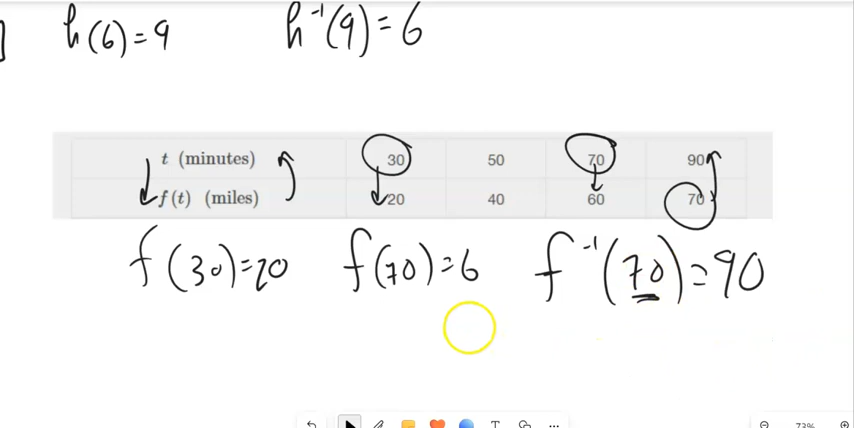 h(6)=9 h⁻¹(9)=6
t (minutes) 30 50 70 90
f(t) (miles) 20 40 60 70
f(30)=20 f(70)=6 f⁻¹(70)=90
T ... 73%